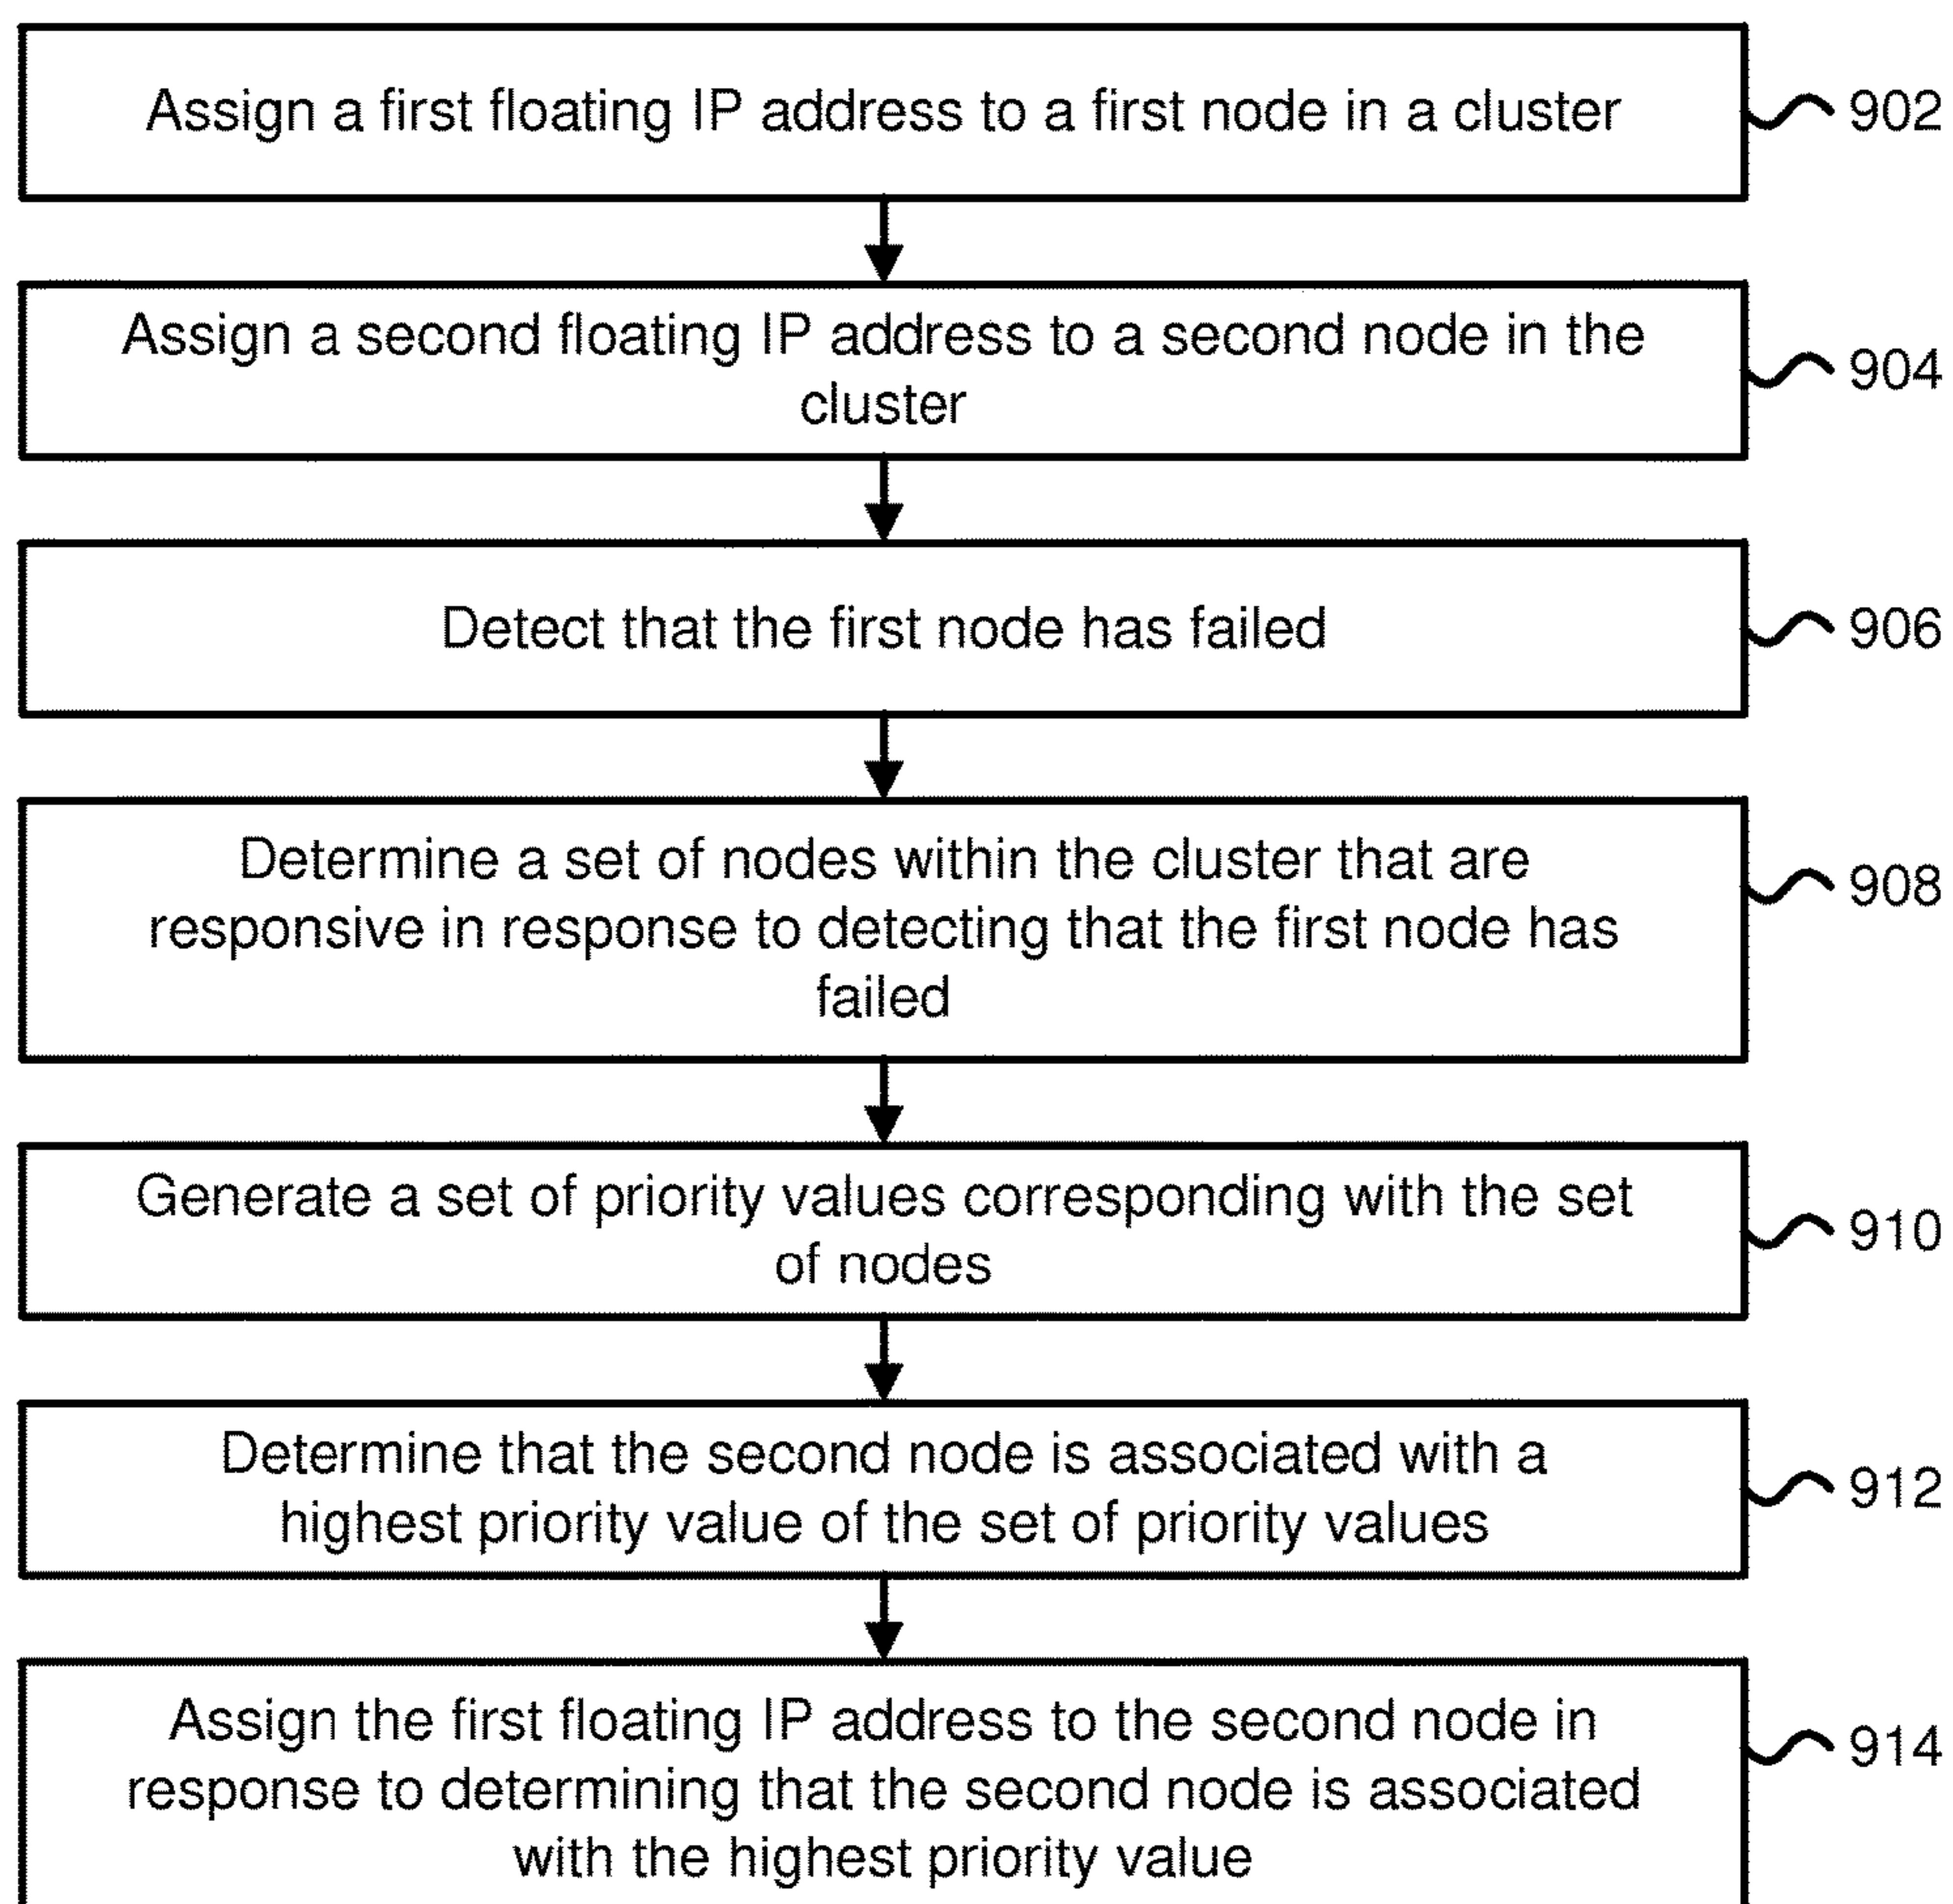 Assign a first floating IP address to a first node in a cluster
902
Assign a second floating IP address to a second node in the
cluster
904
Detect that the first node has failed
906
Determine a set of nodes within the cluster that are
responsive in response to detecting that the first node has
failed
908
Generate a set of priority values corresponding with the set
of nodes
910
Determine that the second node is associated with a
highest priority value of the set of priority values
912
Assign the first floating IP address to the second node in
response to determining that the second node is associated
with the highest priority value
914